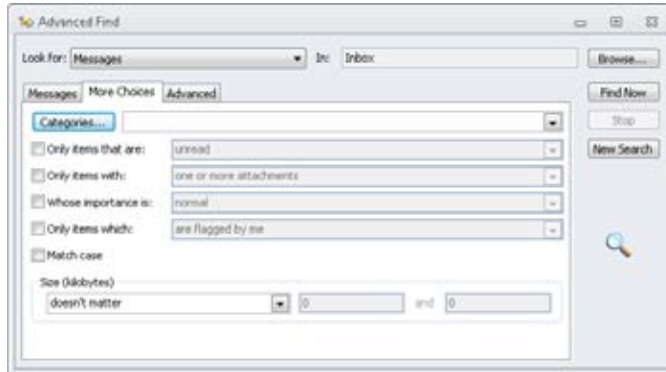 Advanced Find
Look for: Messages In: Inbox Browse...
Messages More Choices Advanced Find Now
Categories... Stop
Only items that are: unread New Search
Only items with: one or more attachments
Whose importance is: normal
Only items which: are flagged by me
Match case
Size (kilobytes)
doesn't matter 0 and 0